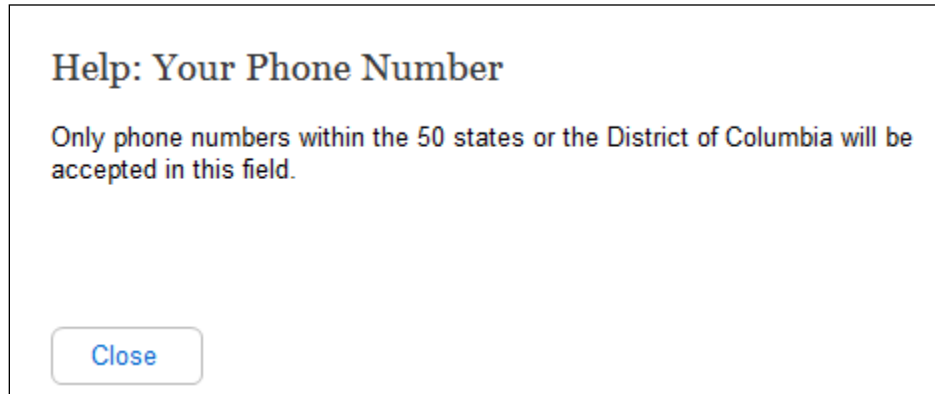 Help: Your Phone Number
Only phone numbers within the 50 states or the District of Columbia will be
accepted in this field.
Close